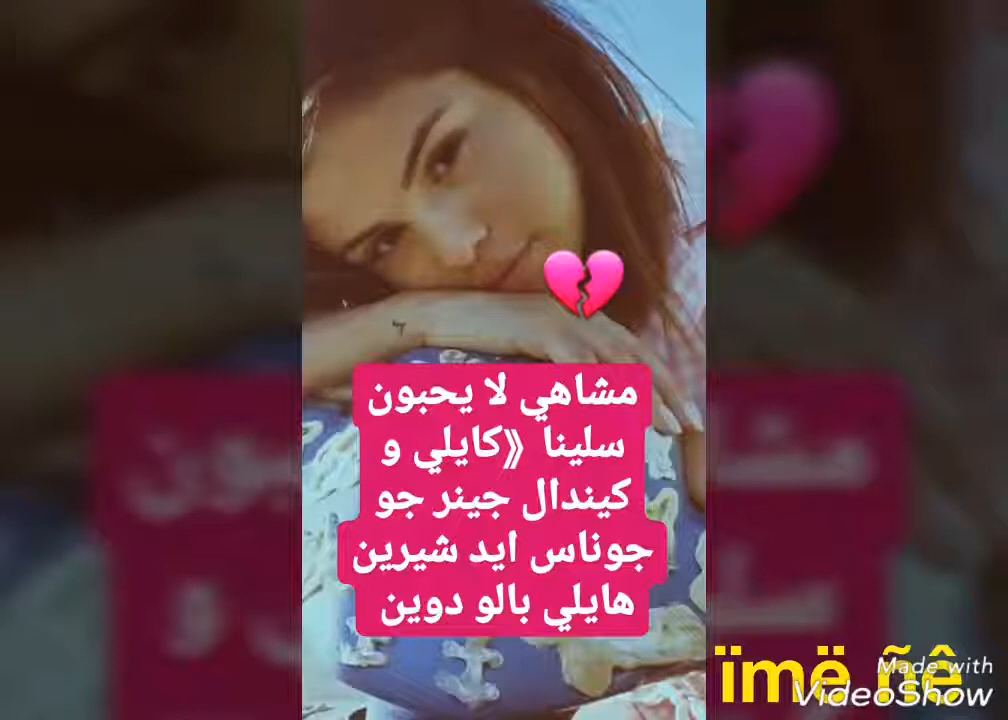 مشاهي لا يحبون
سلينا 《كايلي و
كيندال جينر جو
جوناس ايد شيرين
هايلي بالو دوين
ïmë ñê
Made with
VideoShow